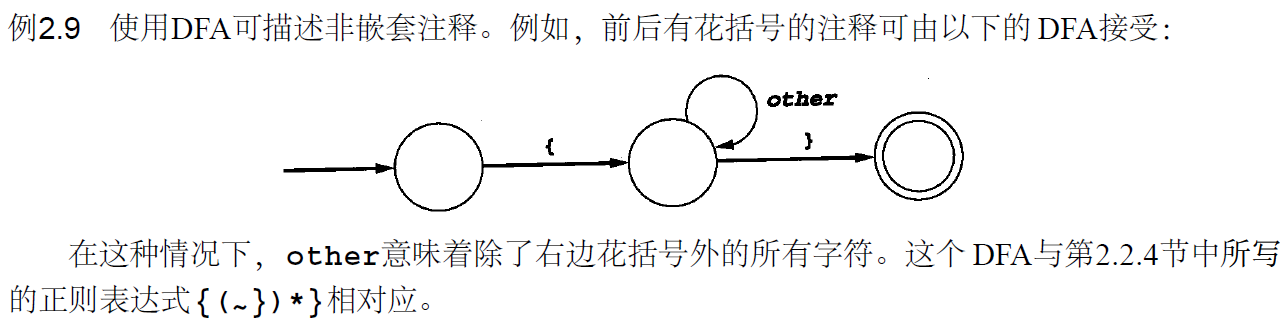 例2.9 使用DFA可描述非嵌套注释。例如，前后有花括号的注释可由以下的 DFA接受：
other
{
}
在这种情况下，other意味着除了右边花括号外的所有字符。这个 DFA与第2.2.4节中所写
的正则表达式{(~})*}相对应。